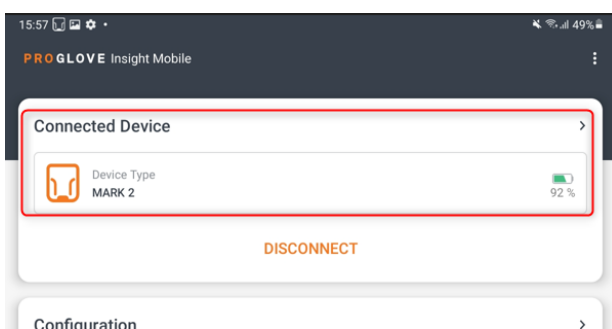 15:57
49%
PROGLOVE Insight Mobile
Connected Device
Device Type
MARK 2
92 %
DISCONNECT
Configuration